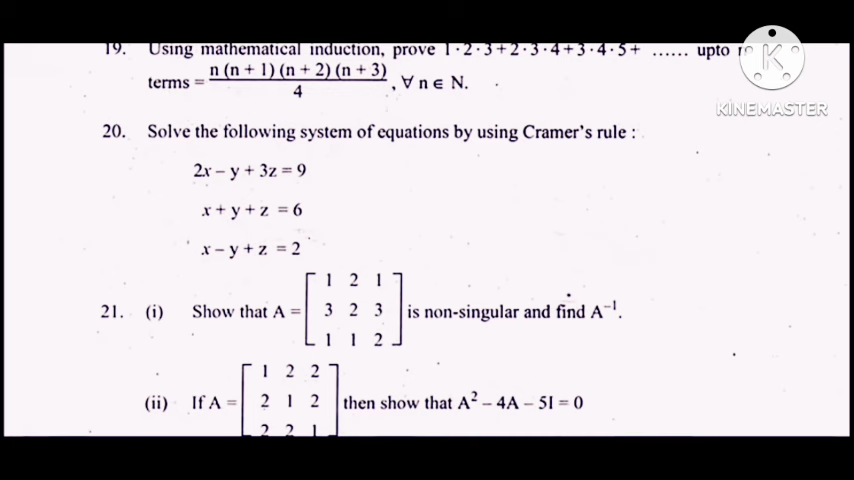 19. Using mathematical induction, prove 1 · 2 · 3 + 2 · 3 · 4 + 3 · 4 · 5 + ...... upto
terms = n (n + 1) (n + 2) (n + 3) / 4 , ∀ n ∈ N.
K
KINEMASTER
20. Solve the following system of equations by using Cramer's rule :
2x – y + 3z = 9
x + y + z = 6
x – y + z = 2
21. (i) Show that A = [ 1 2 1
3 2 3
1 1 2 ] is non-singular and find A⁻¹.
(ii) If A = [ 1 2 2
2 1 2
2 2 1 ] then show that A² – 4A – 5I = 0